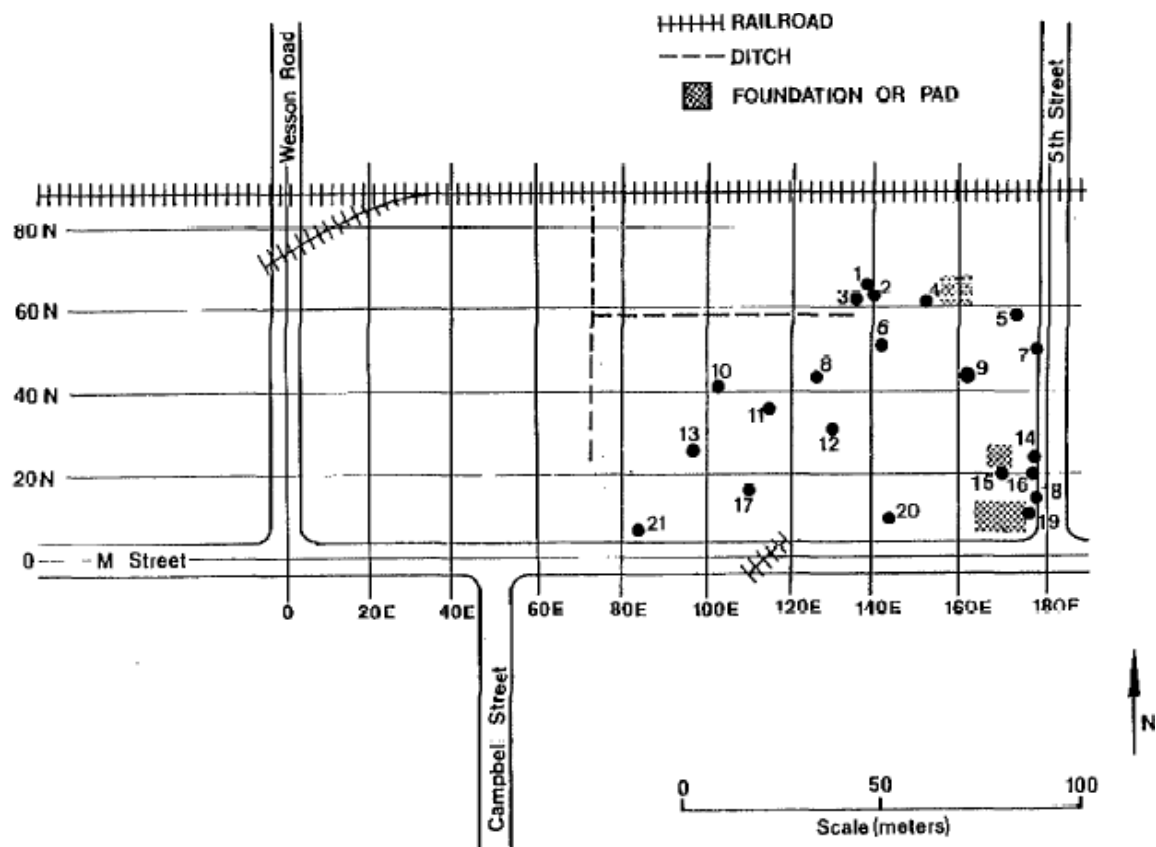 RAILROAD
DITCH
FOUNDATION OR PAD
Wesson Road
5th Street
80 N
60 N
40 N
20 N
0
M Street
1
2
3
4
5
6
7
8
9
10
11
12
13
14
15
16
17
18
19
20
21
0 20E 40E 60E 80E 100E 120E 140E 160E 180E
Campbell Street
N
0 50 100
Scale (meters)